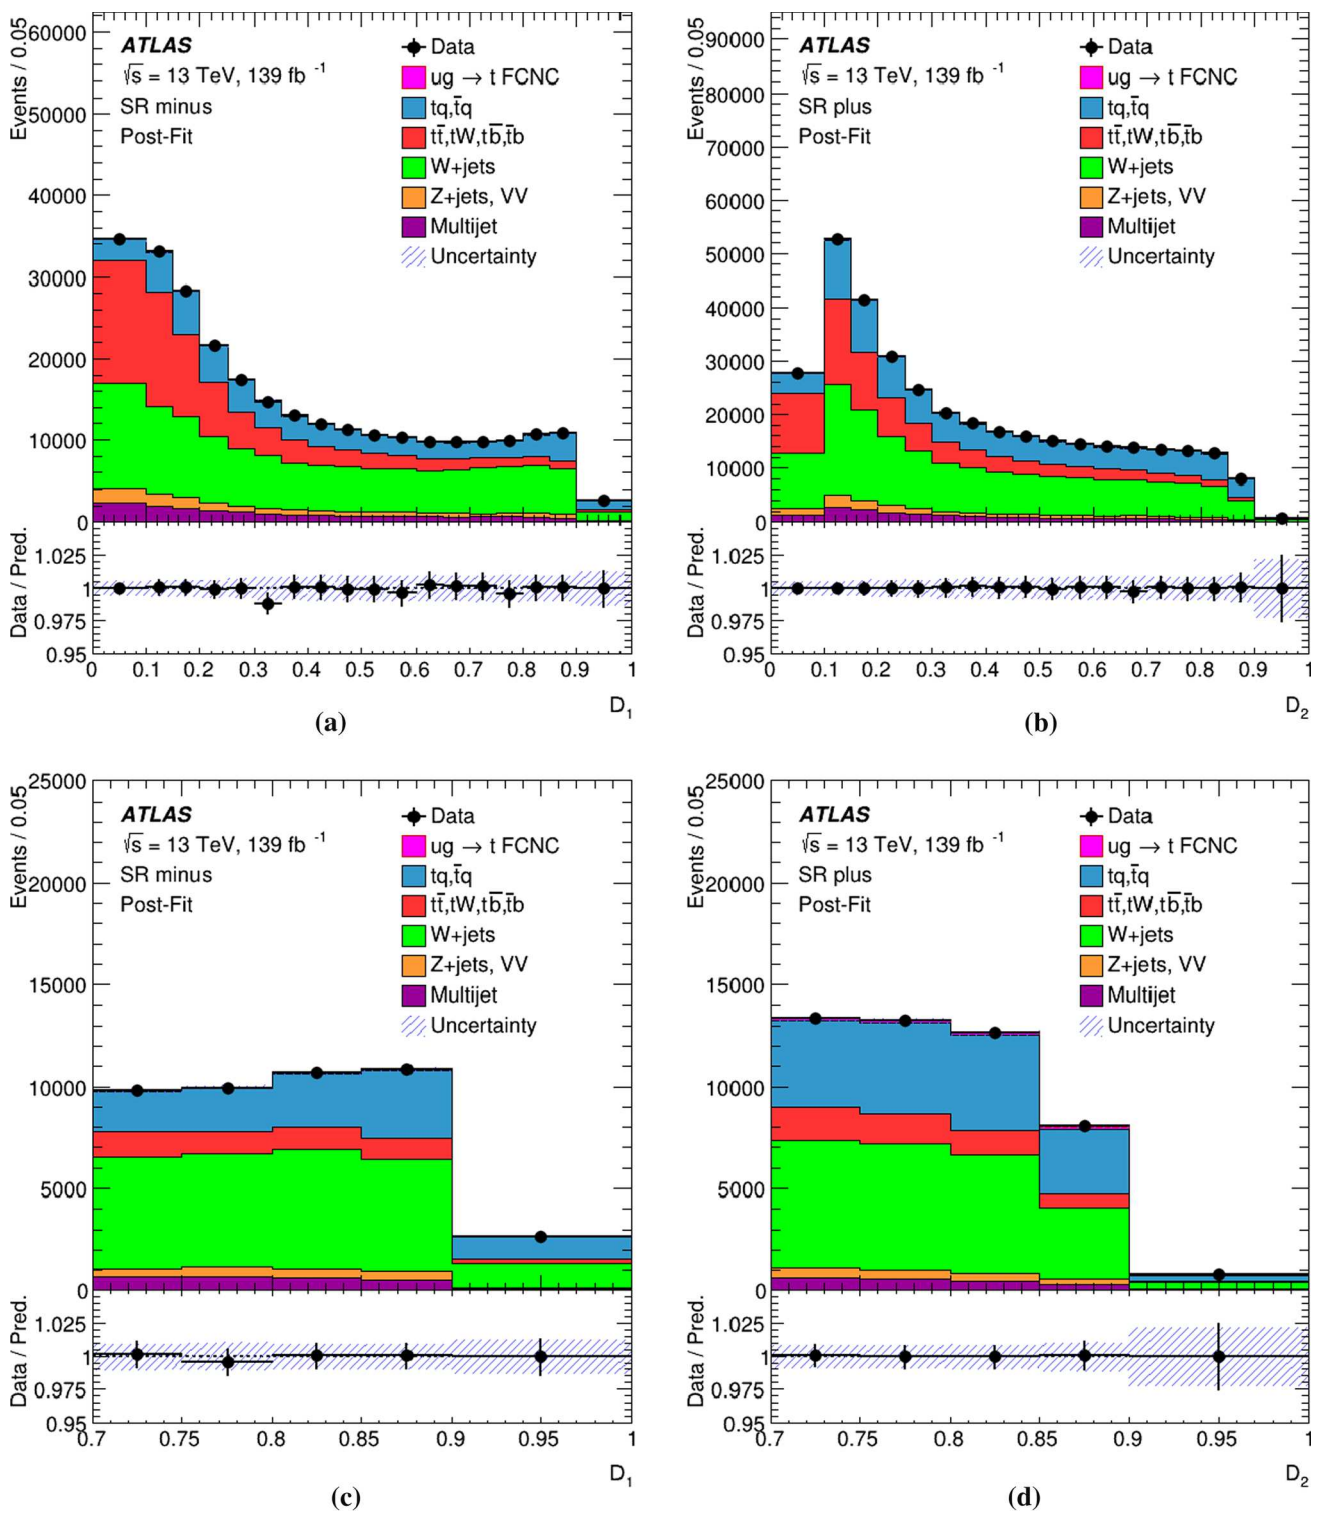 Events / 0.05
60000
50000
40000
30000
20000
10000
0
ATLAS
√s = 13 TeV, 139 fb⁻¹
SR minus
Post-Fit
Data
ug → t FCNC
tq,t̄q
tt̄,tW,tb̄,t̄b
W+jets
Z+jets, VV
Multijet
Uncertainty
Data / Pred.
1.025
1
0.975
0.95
0 0.1 0.2 0.3 0.4 0.5 0.6 0.7 0.8 0.9 1
D₁
(a)
Events / 0.05
90000
80000
70000
60000
50000
40000
30000
20000
10000
0
ATLAS
√s = 13 TeV, 139 fb⁻¹
SR plus
Post-Fit
Data
ug → t FCNC
tq,t̄q
tt̄,tW,tb̄,t̄b
W+jets
Z+jets, VV
Multijet
Uncertainty
Data / Pred.
1.025
1
0.975
0.95
0 0.1 0.2 0.3 0.4 0.5 0.6 0.7 0.8 0.9 1
D₂
(b)
Events / 0.05
25000
20000
15000
10000
5000
0
ATLAS
√s = 13 TeV, 139 fb⁻¹
SR minus
Post-Fit
Data
ug → t FCNC
tq,t̄q
tt̄,tW,tb̄,t̄b
W+jets
Z+jets, VV
Multijet
Uncertainty
Data / Pred.
1.025
1
0.975
0.95
0.7 0.75 0.8 0.85 0.9 0.95 1
D₁
(c)
Events / 0.05
25000
20000
15000
10000
5000
0
ATLAS
√s = 13 TeV, 139 fb⁻¹
SR plus
Post-Fit
Data
ug → t FCNC
tq,t̄q
tt̄,tW,tb̄,t̄b
W+jets
Z+jets, VV
Multijet
Uncertainty
Data / Pred.
1.025
1
0.975
0.95
0.7 0.75 0.8 0.85 0.9 0.95 1
D₂
(d)